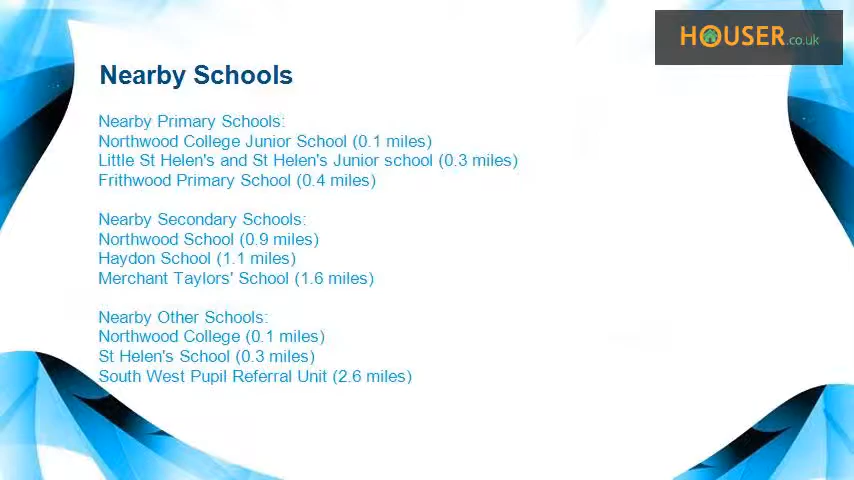 HOUSER.co.uk
Nearby Schools
Nearby Primary Schools:
Northwood College Junior School (0.1 miles)
Little St Helen's and St Helen's Junior school (0.3 miles)
Frithwood Primary School (0.4 miles)
Nearby Secondary Schools:
Northwood School (0.9 miles)
Haydon School (1.1 miles)
Merchant Taylors' School (1.6 miles)
Nearby Other Schools:
Northwood College (0.1 miles)
St Helen's School (0.3 miles)
South West Pupil Referral Unit (2.6 miles)